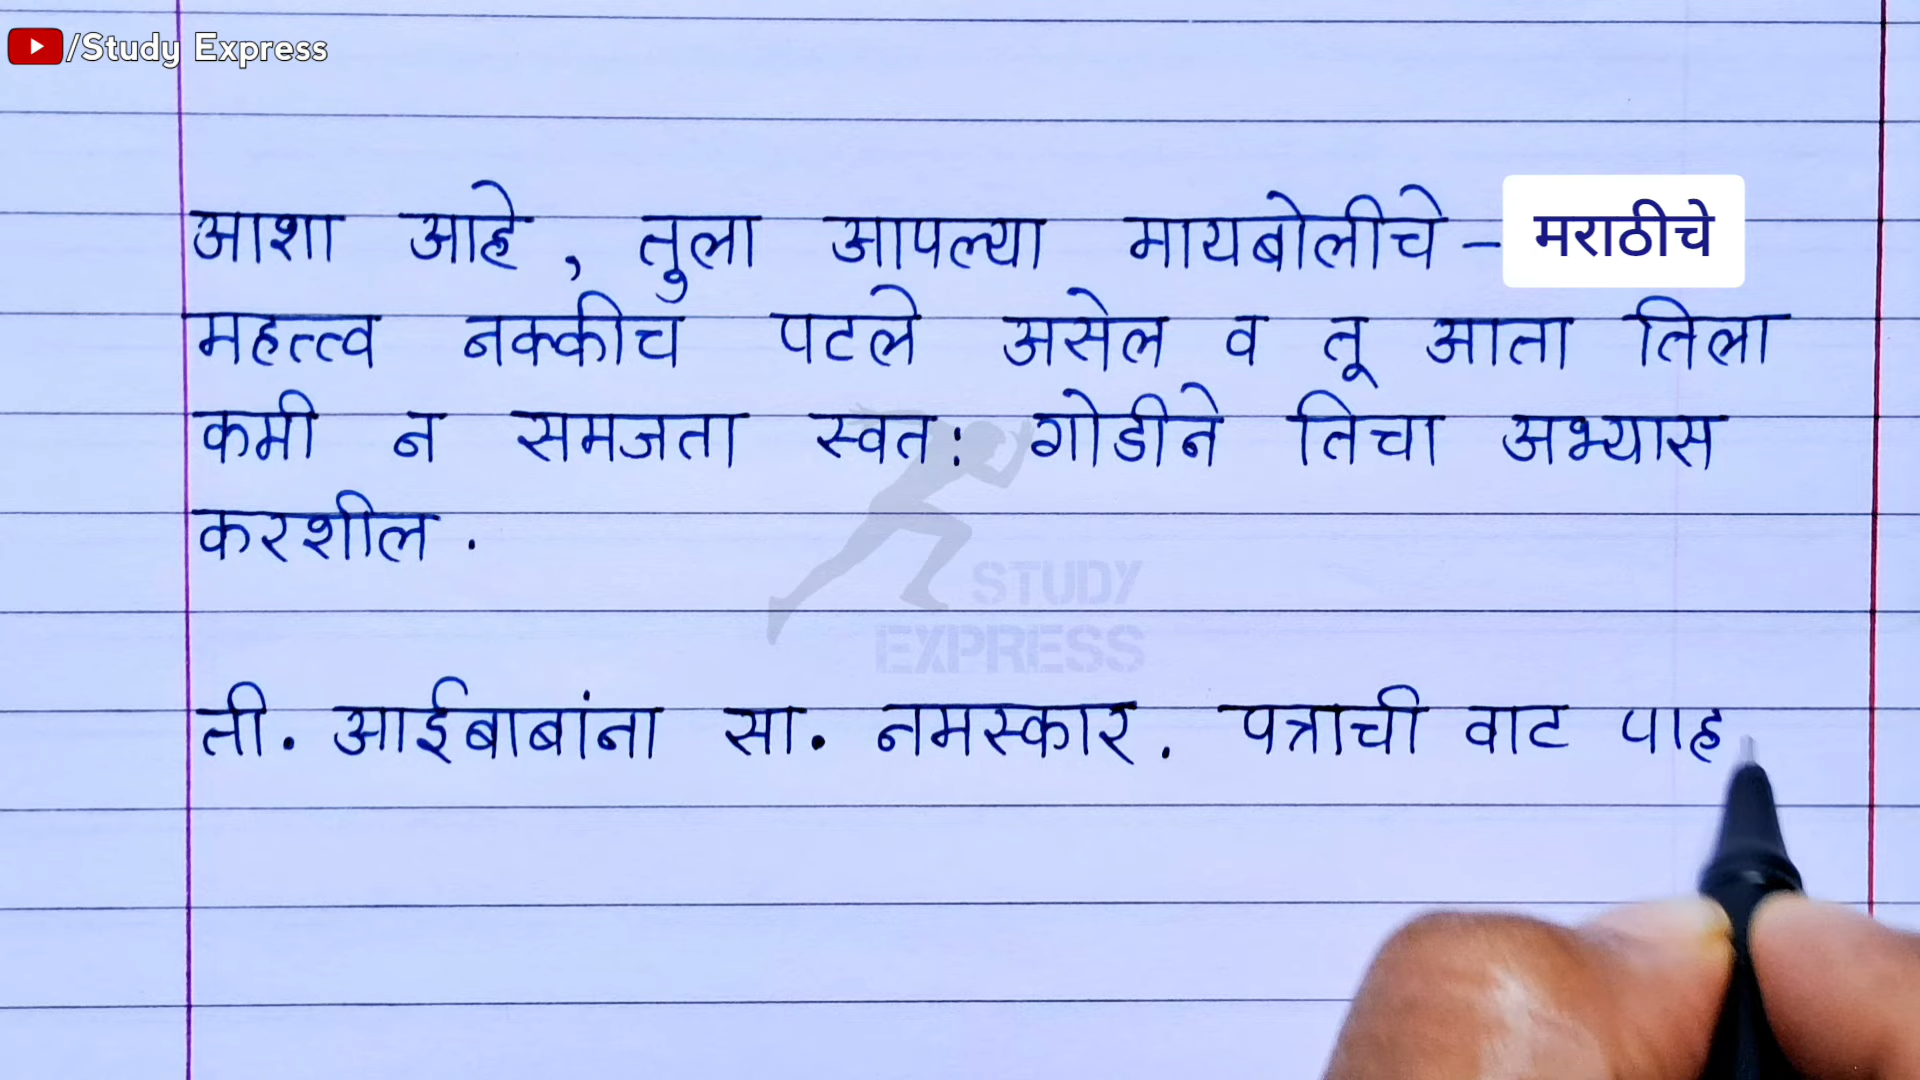 /Study Express
आशा आहे, तुला आपल्या मायबोलीचे – मराठीचे
महत्त्व नक्कीच पटले असेल व तू आता तिला
कमी न समजता स्वतः गोडीने तिचा अभ्यास
करशील.
STUDY
EXPRESS
ती. आईबाबांना सा. नमस्कार. पत्राची वाट पाह